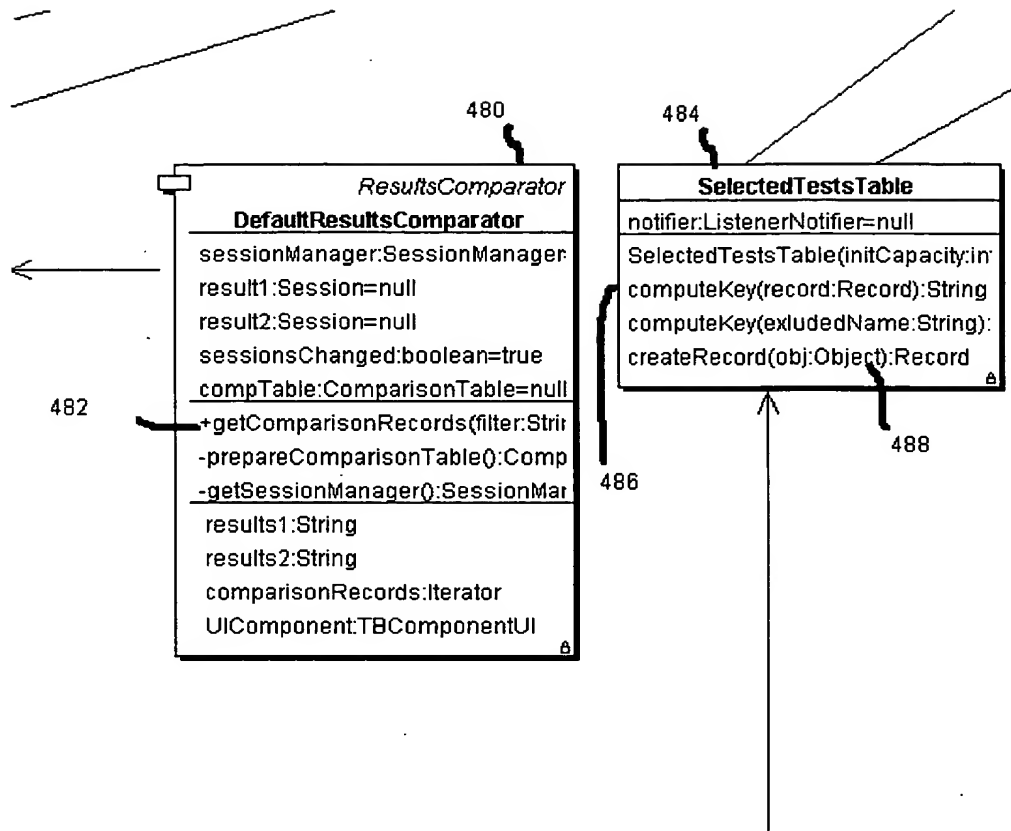 480
484
ResultsComparator
DefaultResultsComparator
sessionManager:SessionManager
result1:Session=null
result2:Session=null
sessionsChanged:boolean=true
compTable:ComparisonTable=null
482
+getComparisonRecords(filter:Strin
-prepareComparisonTable():Comp
-getSessionManager():SessionMar
results1:String
results2:String
comparisonRecords:Iterator
UIComponent:TBComponentUI
SelectedTestsTable
notifier:ListenerNotifier=null
SelectedTestsTable(initCapacity:in
computeKey(record:Record):String
computeKey(exludedName:String):
createRecord(obj:Object):Record
486
488